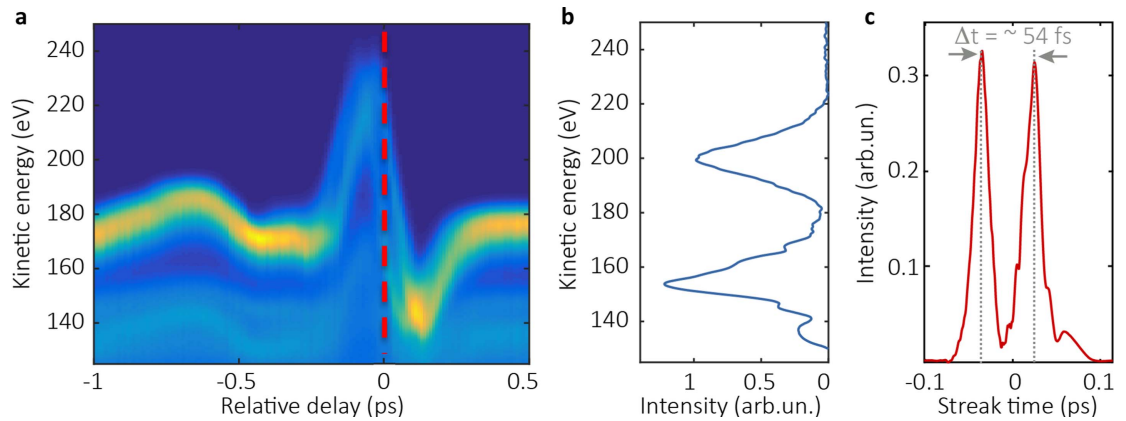 a
Kinetic energy (eV)
240
220
200
180
160
140
-1
-0.5
0
0.5
Relative delay (ps)
b
Kinetic energy (eV)
240
220
200
180
160
140
1
0.5
0
Intensity (arb.un.)
c
Δt = ~ 54 fs
Intensity (arb.un.)
0.3
0.2
0.1
-0.1
0
0.1
Streak time (ps)